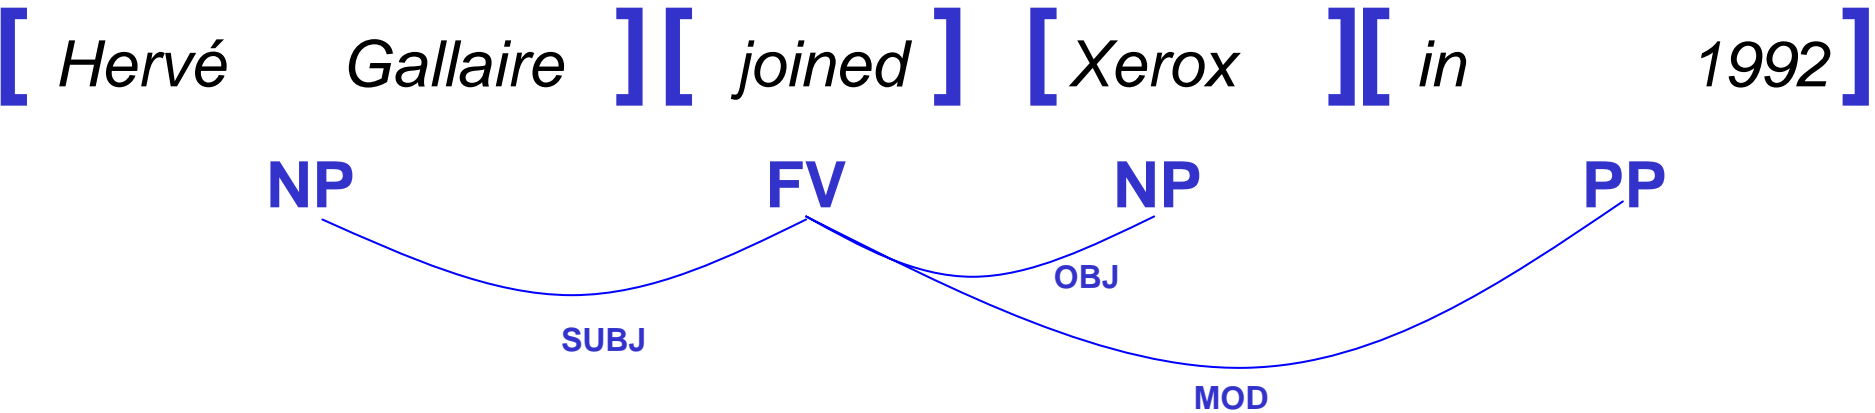 [ Hervé Gallaire ][ joined ] [ Xerox ][ in 1992 ]
NP FV NP PP
OBJ
SUBJ
MOD